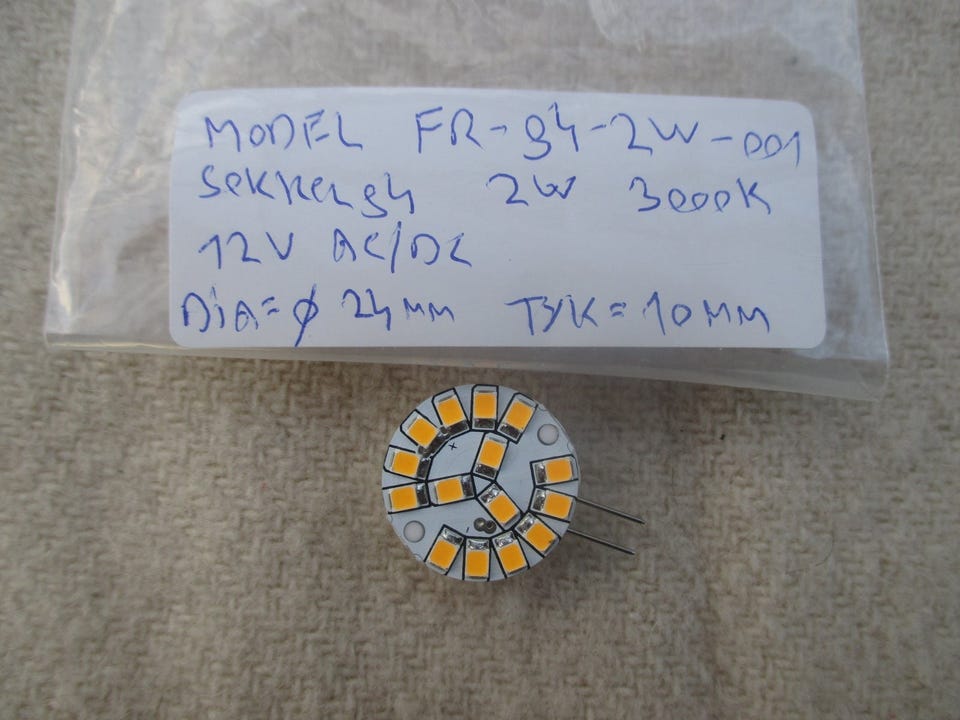 MODEL FR-g4-2W-001
Sokkel g4 2W 3000K
12V AC/DC
DiA=ϕ 24mm TYK=10mm
+
-